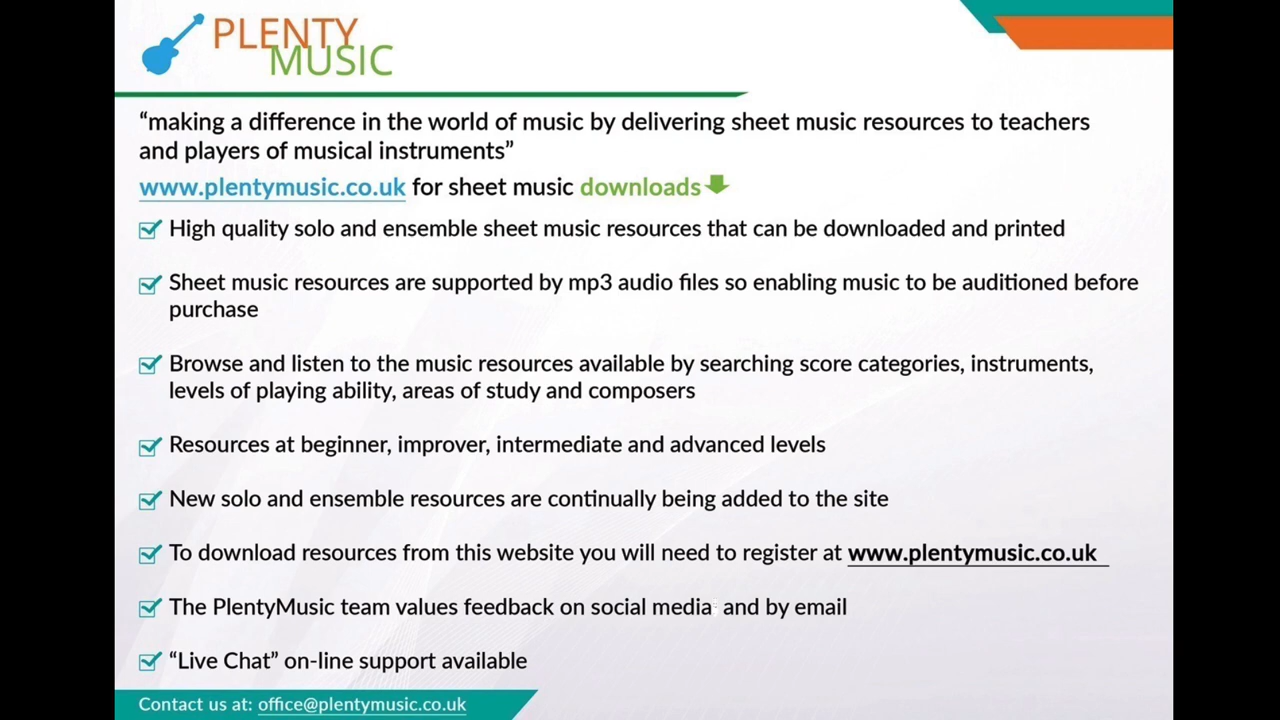 PLENTY
MUSIC
“making a difference in the world of music by delivering sheet music resources to teachers
and players of musical instruments”
www.plentymusic.co.uk for sheet music downloads
High quality solo and ensemble sheet music resources that can be downloaded and printed
Sheet music resources are supported by mp3 audio files so enabling music to be auditioned before
purchase
Browse and listen to the music resources available by searching score categories, instruments,
levels of playing ability, areas of study and composers
Resources at beginner, improver, intermediate and advanced levels
New solo and ensemble resources are continually being added to the site
To download resources from this website you will need to register at www.plentymusic.co.uk
The PlentyMusic team values feedback on social media and by email
“Live Chat” on-line support available
Contact us at: office@plentymusic.co.uk